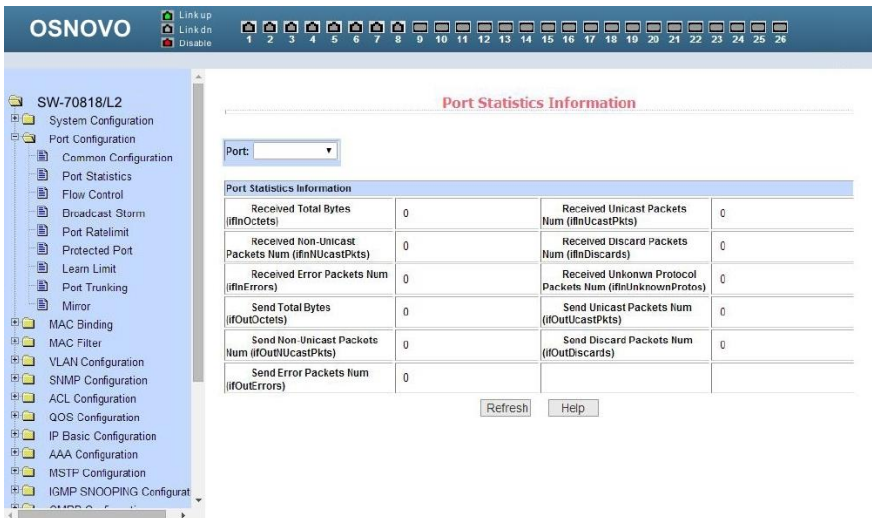 OSNOVO
Link up
Link dn
Disable
1 2 3 4 5 6 7 8 9 10 11 12 13 14 15 16 17 18 19 20 21 22 23 24 25 26
SW-70818/L2
System Configuration
Port Configuration
Common Configuration
Port Statistics
Flow Control
Broadcast Storm
Port Ratelimit
Protected Port
Learn Limit
Port Trunking
Mirror
MAC Binding
MAC Filter
VLAN Configuration
SNMP Configuration
ACL Configuration
QOS Configuration
IP Basic Configuration
AAA Configuration
MSTP Configuration
IGMP SNOOPING Configurat
Port Statistics Information
Port:
Port Statistics Information
Received Total Bytes
(ifInOctets)
0
Received Unicast Packets
Num (ifInUcastPkts)
0
Received Non-Unicast
Packets Num (ifInNUcastPkts)
0
Received Discard Packets
Num (ifInDiscards)
0
Received Error Packets Num
(ifInErrors)
0
Received Unkonwn Protocol
Packets Num (ifInUnknownProtos)
0
Send Total Bytes
(ifOutOctets)
0
Send Unicast Packets Num
(ifOutUcastPkts)
0
Send Non-Unicast Packets
Num (ifOutNUcastPkts)
0
Send Discard Packets Num
(ifOutDiscards)
0
Send Error Packets Num
(ifOutErrors)
0
Refresh
Help